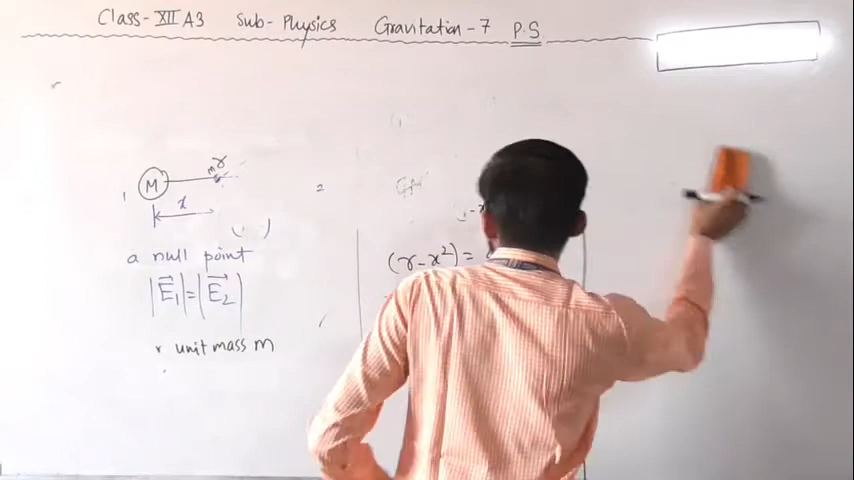 Class - XII A3 Sub - Physics Gravitation - 7 P.S
M m r
x
a null point
|E₁| = |E₂|
unit mass m
(r - x²) =